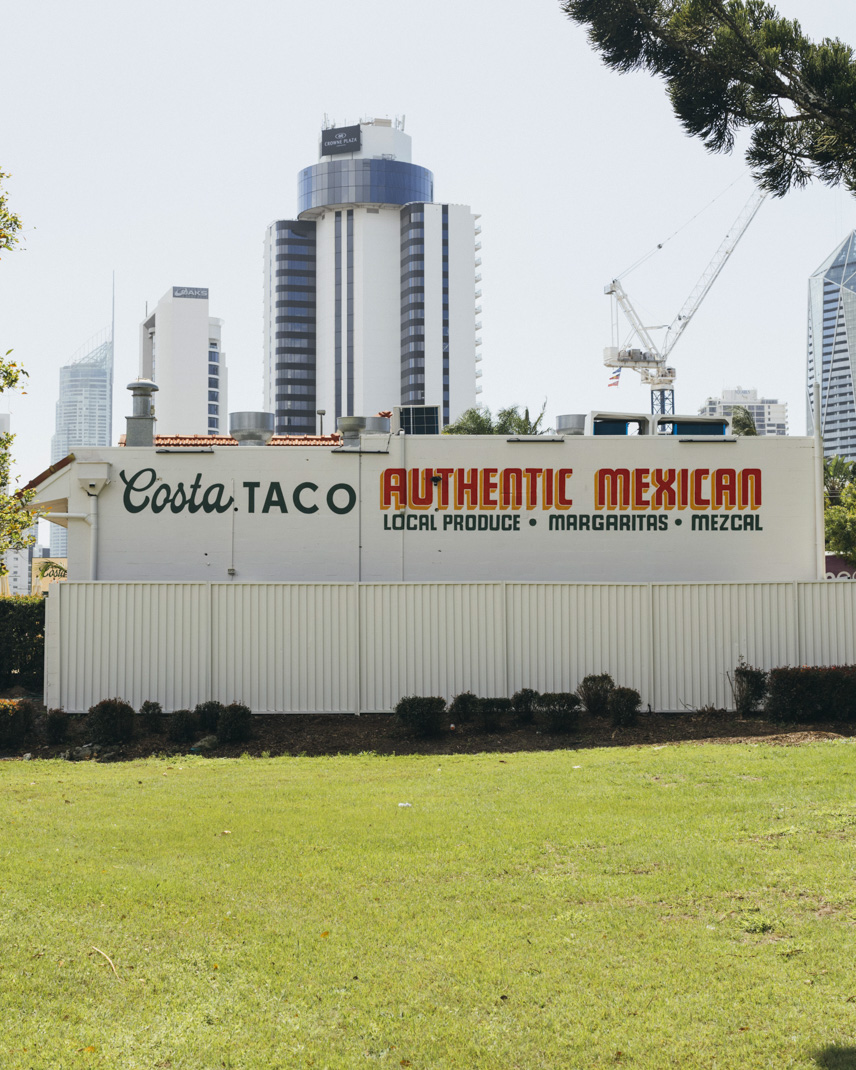 CROWNE PLAZA
OAKS
Costa.TACO
AUTHENTIC MEXICAN
LOCAL PRODUCE • MARGARITAS • MEZCAL